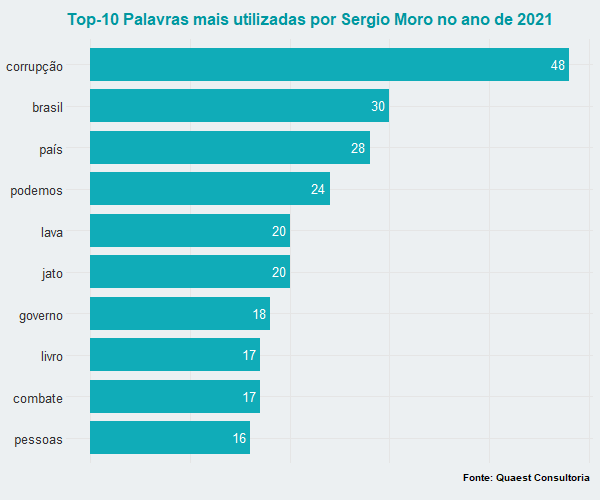 Top-10 Palavras mais utilizadas por Sergio Moro no ano de 2021
corrupção 48
brasil 30
país 28
podemos 24
lava 20
jato 20
governo 18
livro 17
combate 17
pessoas 16
Fonte: Quaest Consultoria